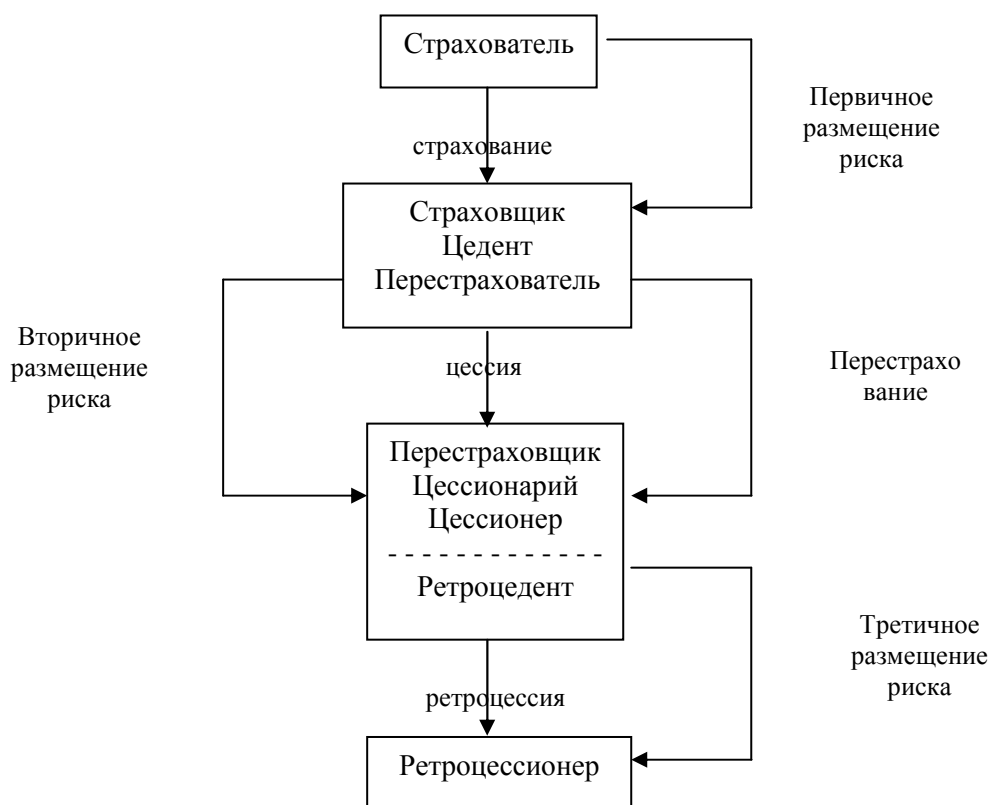 Страхователь
Первичное
размещение
риска
страхование
Страховщик
Цедент
Перестрахователь
Вторичное
размещение
риска
цессия
Перестрахо
вание
Перестраховщик
Цессионарий
Цессионер
Ретроцедент
Третичное
размещение
риска
ретроцессия
Ретроцессионер